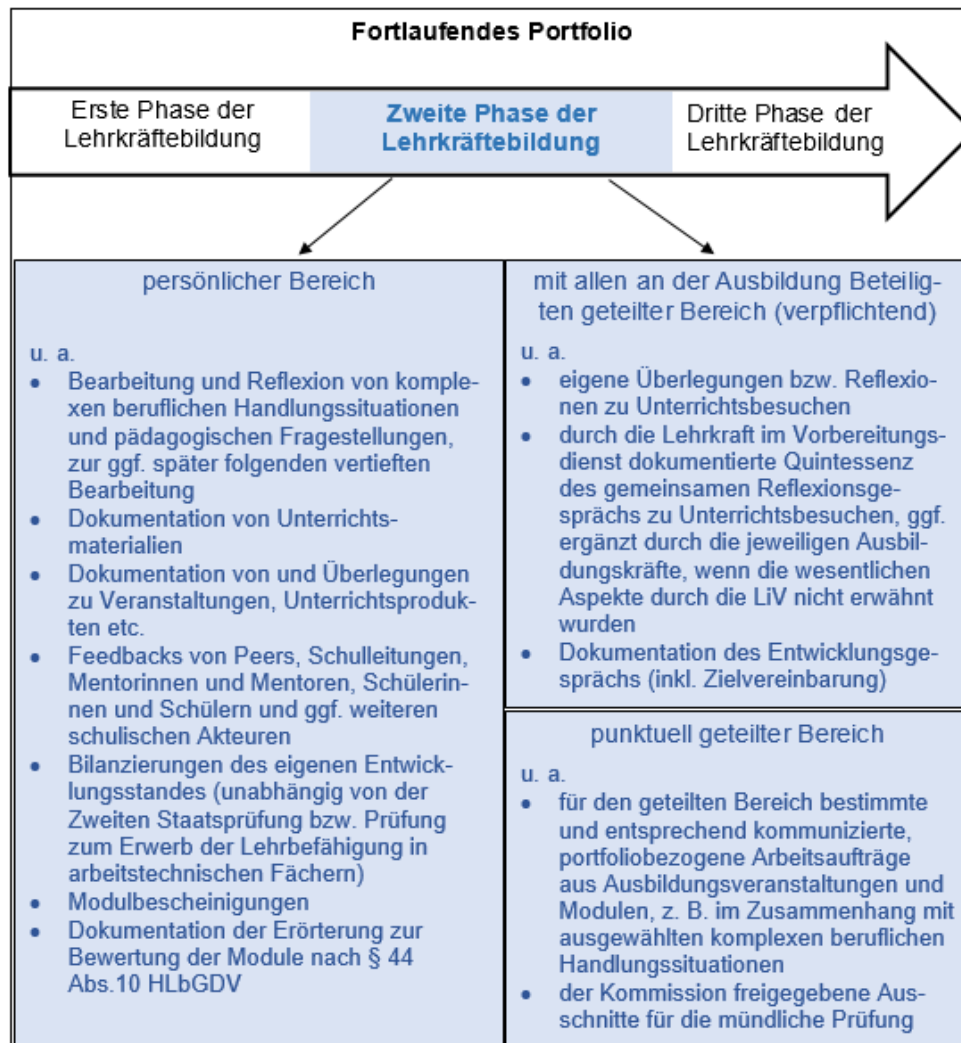 Fortlaufendes Portfolio
Erste Phase der
Lehrkräftebildung
Zweite Phase der
Lehrkräftebildung
Dritte Phase der
Lehrkräftebildung
persönlicher Bereich
u. a.
• Bearbeitung und Reflexion von komple-
xen beruflichen Handlungssituationen
und pädagogischen Fragestellungen,
zur ggf. später folgenden vertieften
Bearbeitung
• Dokumentation von Unterrichts-
materialien
• Dokumentation von und Überlegungen
zu Veranstaltungen, Unterrichtsproduk-
ten etc.
• Feedbacks von Peers, Schulleitungen,
Mentorinnen und Mentoren, Schülerin-
nen und Schülern und ggf. weiteren
schulischen Akteuren
• Bilanzierungen des eigenen Entwick-
lungsstandes (unabhängig von der
Zweiten Staatsprüfung bzw. Prüfung
zum Erwerb der Lehrbefähigung in
arbeitstechnischen Fächern)
• Modulbescheinigungen
• Dokumentation der Erörterung zur
Bewertung der Module nach § 44
Abs.10 HLbGDV
mit allen an der Ausbildung Beteilig-
ten geteilter Bereich (verpflichtend)
u. a.
• eigene Überlegungen bzw. Reflexio-
nen zu Unterrichtsbesuchen
• durch die Lehrkraft im Vorbereitungs-
dienst dokumentierte Quintessenz
des gemeinsamen Reflexionsge-
sprächs zu Unterrichtsbesuchen, ggf.
ergänzt durch die jeweiligen Ausbil-
dungskräfte, wenn die wesentlichen
Aspekte durch die LiV nicht erwähnt
wurden
• Dokumentation des Entwicklungsge-
sprächs (inkl. Zielvereinbarung)
punktuell geteilter Bereich
u. a.
• für den geteilten Bereich bestimmte
und entsprechend kommunizierte,
portfoliobezogene Arbeitsaufträge
aus Ausbildungsveranstaltungen und
Modulen, z. B. im Zusammenhang mit
ausgewählten komplexen beruflichen
Handlungssituationen
• der Kommission freigegebene Aus-
schnitte für die mündliche Prüfung